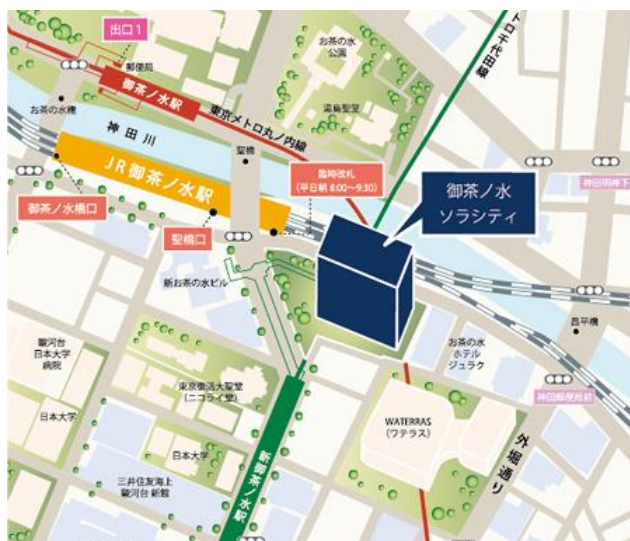 出口1
郵便局
御茶ノ水駅
お茶の水橋
神田川
東京メトロ丸ノ内線
お茶の水
公園
湯島聖堂
トロ千代田線
聖橋
JR御茶ノ水駅
臨時改札
(平日朝 8:00〜9:30)
御茶ノ水
ソラシティ
神田明神下
御茶ノ水橋口
聖橋口
新お茶の水ビル
昌平橋
駿河台
日本大学
病院
お茶の水
ホテル
ジュラク
東京復活大聖堂
(ニコライ堂)
神田郵便局前
日本大学
WATERRAS
(ワテラス)
外堀通り
日本大学
新御茶ノ水駅
三井住友海上
駿河台 新館